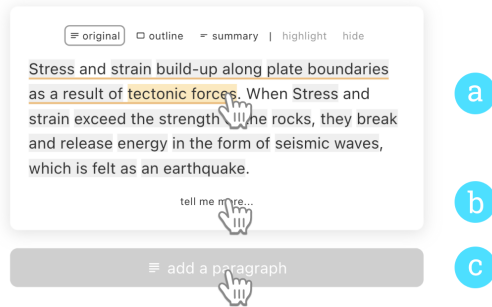 original outline summary | highlight hide
Stress and strain build-up along plate boundaries
as a result of tectonic forces. When Stress and
strain exceed the strength of the rocks, they break
and release energy in the form of seismic waves,
which is felt as an earthquake.
a
tell me more...
b
add a paragraph
c